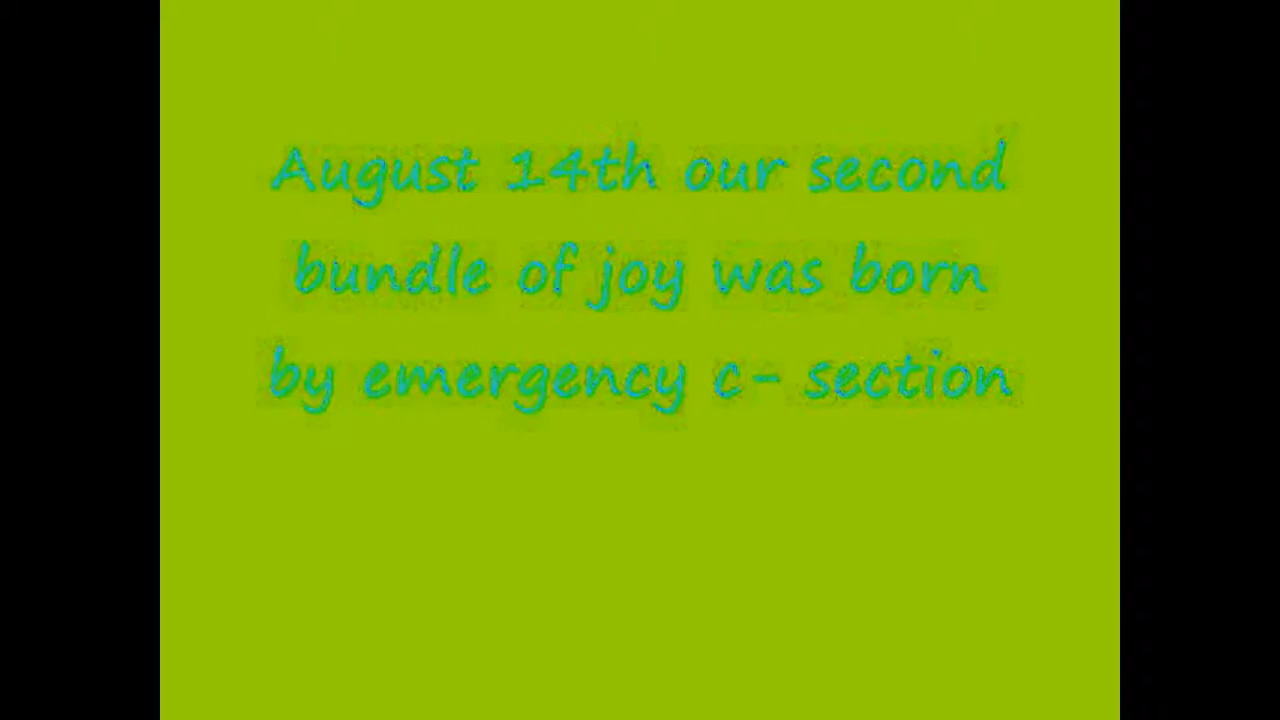 August 14th our second
bundle of joy was born
by emergency c- section